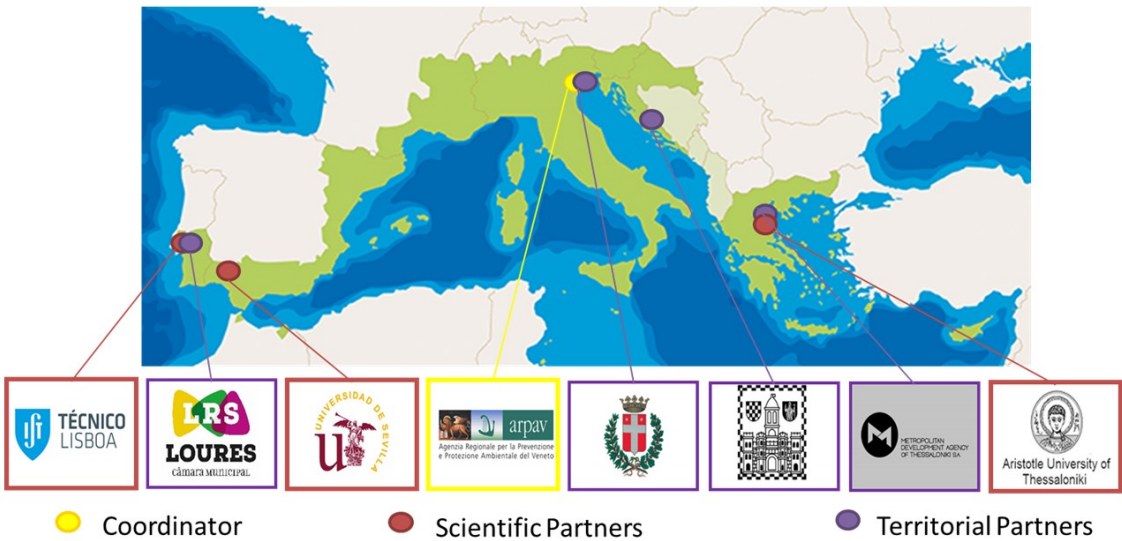 TÉCNICO
LISBOA
LRS
LOURES
câmara municipal
UNIVERSIDAD DE SEVILLA
arpav
Agenzia Regionale per la Prevenzione
e Protezione Ambientale del Veneto
M
METROPOLITAN
DEVELOPMENT AGENCY
OF THESSALONIKI SA
Aristotle University of
Thessaloniki
Coordinator
Scientific Partners
Territorial Partners